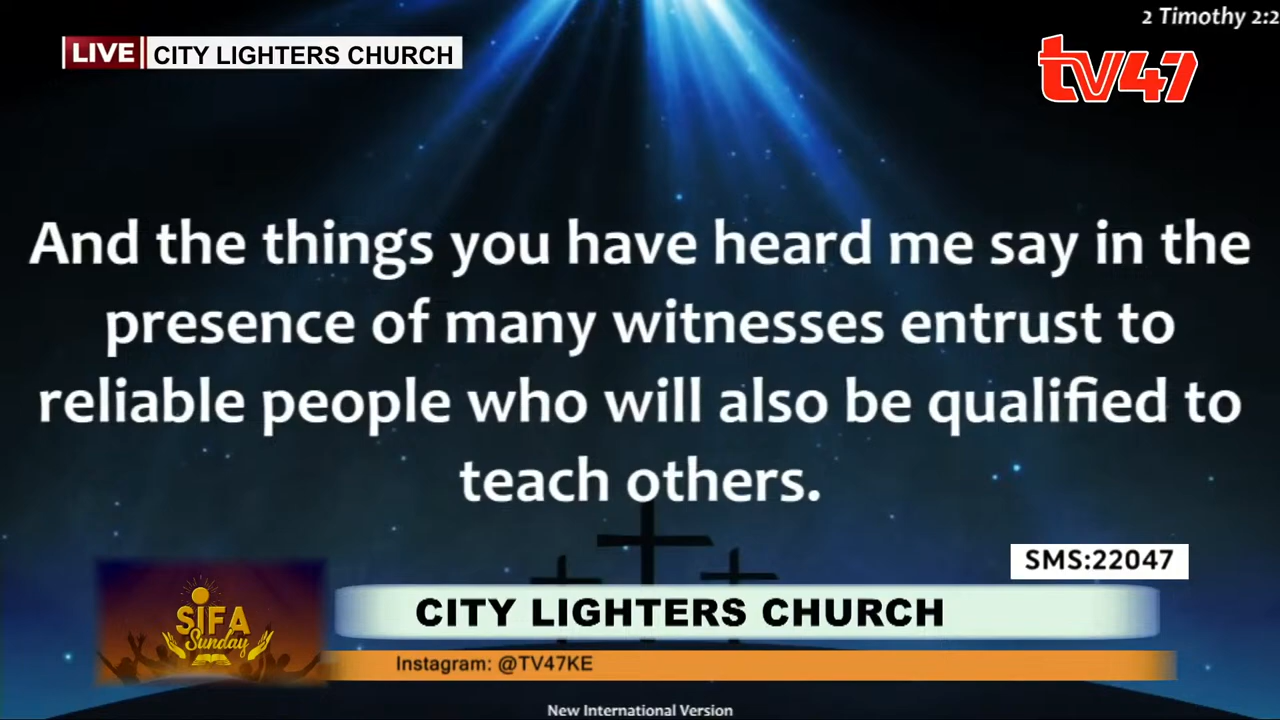 2 Timothy 2:2
LIVE CITY LIGHTERS CHURCH
tv47
And the things you have heard me say in the
presence of many witnesses entrust to
reliable people who will also be qualified to
teach others.
SMS:22047
SIFA
Sunday
CITY LIGHTERS CHURCH
Instagram: @TV47KE
New International Version